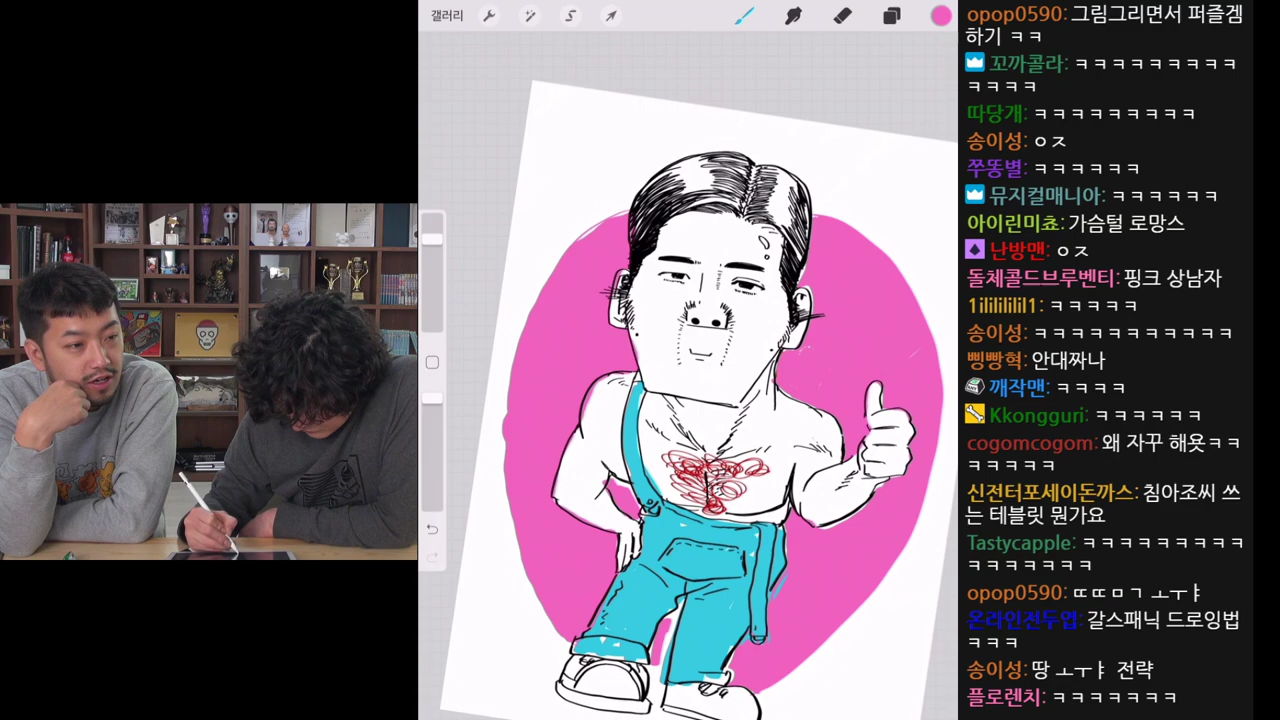 갤러리
opop0590: 그림그리면서 퍼즐겜
하기 ㅋㅋ
꼬까콜라: ㅋㅋㅋㅋㅋㅋㅋㅋㅋ
ㅋㅋㅋㅋ
따당개: ㅋㅋㅋㅋㅋㅋㅋㅋㅋ
송이성: ㅇㅈ
쭈똥별: ㅋㅋㅋㅋㅋㅋ
뮤지컬매니아: ㅋㅋㅋㅋㅋㅋ
아이린미쵸: 가슴털 로망스
난방맨: ㅇㅈ
돌체콜드브루벤티: 핑크 상남자
1ilililililil1: ㅋㅋㅋㅋㅋ
송이성: ㅋㅋㅋㅋㅋㅋㅋㅋㅋㅋㅋ
삥빵혁: 안대짜나
깨작맨: ㅋㅋㅋㅋ
Kkongguri: ㅋㅋㅋㅋㅋㅋ
cogomcogom: 왜 자꾸 해욧ㅋㅋ
ㅋㅋㅋㅋㅋ
신전터포세이돈까스: 침아조씨 쓰
는 테블릿 뭔가요
Tastycapple: ㅋㅋㅋㅋㅋㅋㅋㅋㅋ
ㅋㅋㅋㅋㅋㅋㅋ
opop0590: ㄸㄸㅁㄱ ㅗㅜㅑ
온라인전두엽: 갈스패닉 드로잉법
ㅋㅋㅋ
송이성: 땅 ㅗㅜㅑ 전략
플로렌치: ㅋㅋㅋㅋㅋㅋㅋ